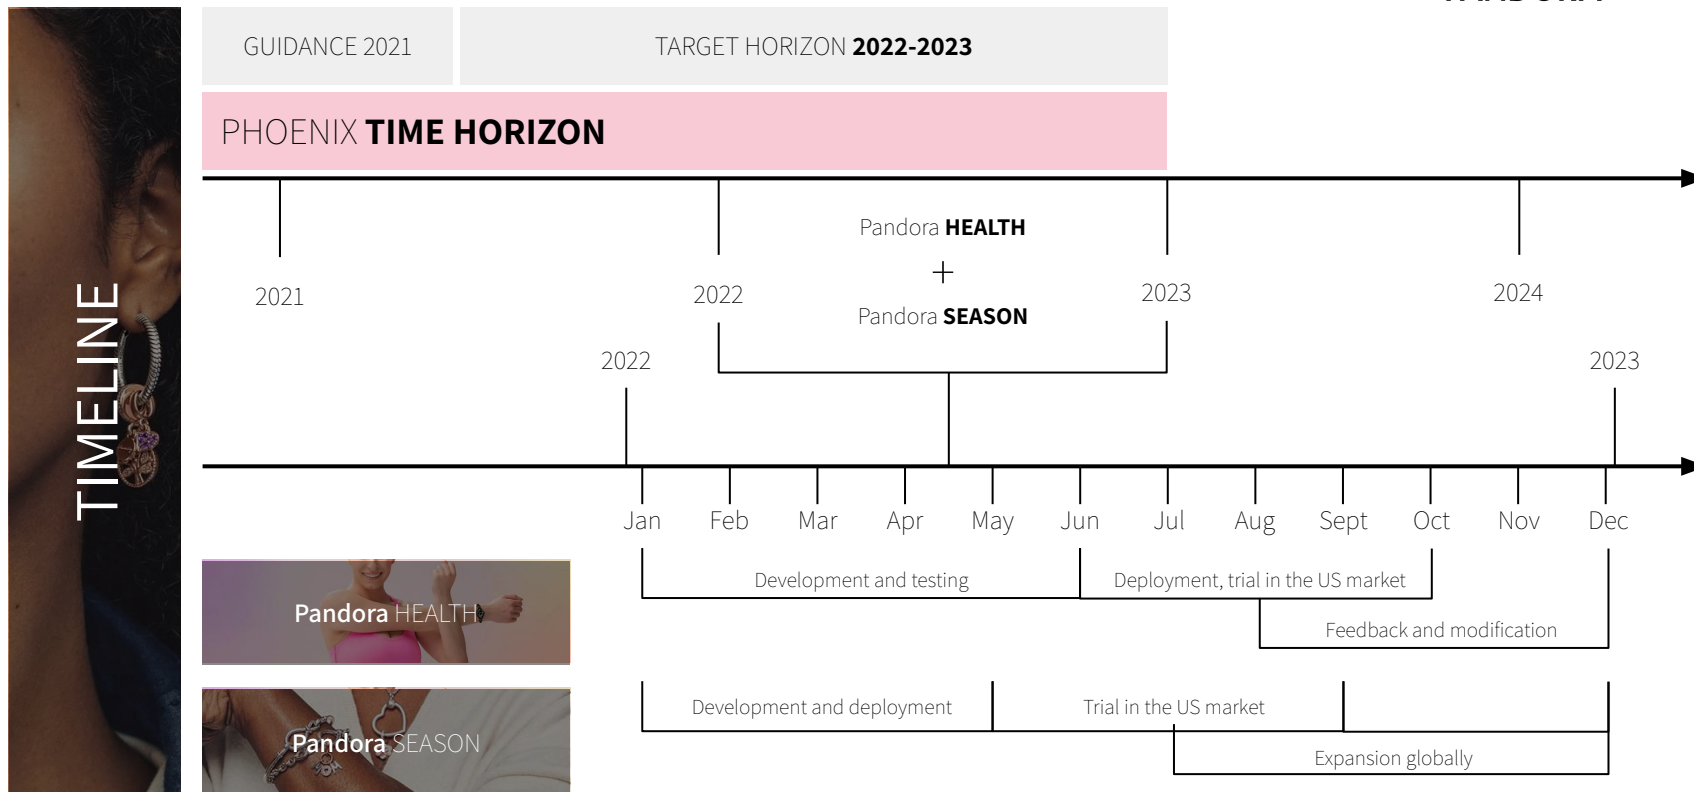 GUIDANCE 2021
TARGET HORIZON 2022-2023
PHOENIX TIME HORIZON
TIMELINE
Pandora HEALTH
+
Pandora SEASON
2021
2022
2023
2024
2022
2023
Jan Feb Mar Apr May Jun Jul Aug Sept Oct Nov Dec
Pandora HEALTH
Development and testing
Deployment, trial in the US market
Feedback and modification
Pandora SEASON
Development and deployment
Trial in the US market
Expansion globally